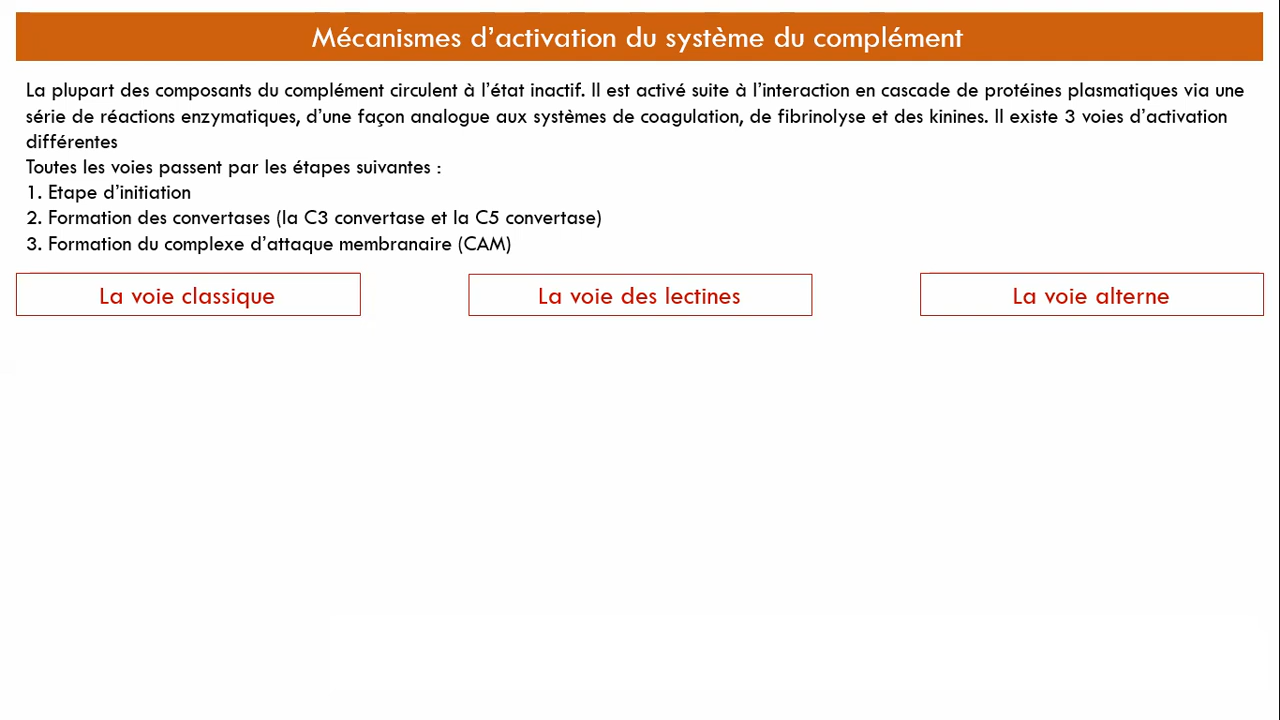 Mécanismes d’activation du système du complément
La plupart des composants du complément circulent à l’état inactif. Il est activé suite à l’interaction en cascade de protéines plasmatiques via une
série de réactions enzymatiques, d’une façon analogue aux systèmes de coagulation, de fibrinolyse et des kinines. Il existe 3 voies d’activation
différentes
Toutes les voies passent par les étapes suivantes :
1. Etape d’initiation
2. Formation des convertases (la C3 convertase et la C5 convertase)
3. Formation du complexe d’attaque membranaire (CAM)
La voie classique
La voie des lectines
La voie alterne